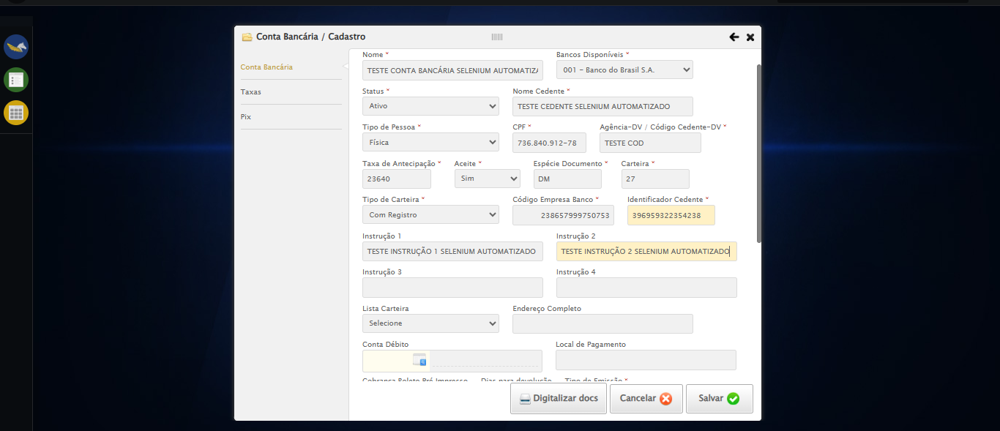 Conta Bancária / Cadastro
Conta Bancária
Taxas
Pix
Nome * Bancos Disponíveis *
TESTE CONTA BANCÁRIA SELENIUM AUTOMATIZA 001 - Banco do Brasil S.A.
Status * Nome Cedente *
Ativo TESTE CEDENTE SELENIUM AUTOMATIZADO
Tipo de Pessoa * CPF * Agência-DV / Código Cedente-DV *
Física 736.840.912-78 TESTE COD
Taxa de Antecipação * Aceite * Espécie Documento * Carteira *
23640 Sim DM 27
Tipo de Carteira * Código Empresa Banco * Identificador Cedente *
Com Registro 238657999750753 396959322354238
Instrução 1 Instrução 2
TESTE INSTRUÇÃO 1 SELENIUM AUTOMATIZADO TESTE INSTRUÇÃO 2 SELENIUM AUTOMATIZADO
Instrução 3 Instrução 4
Lista Carteira Endereço Completo
Selecione
Conta Débito Local de Pagamento
Cobrança Boleto Pré Impresso Dias para devolução Tipo de Emissão *
Digitalizar docs Cancelar Salvar